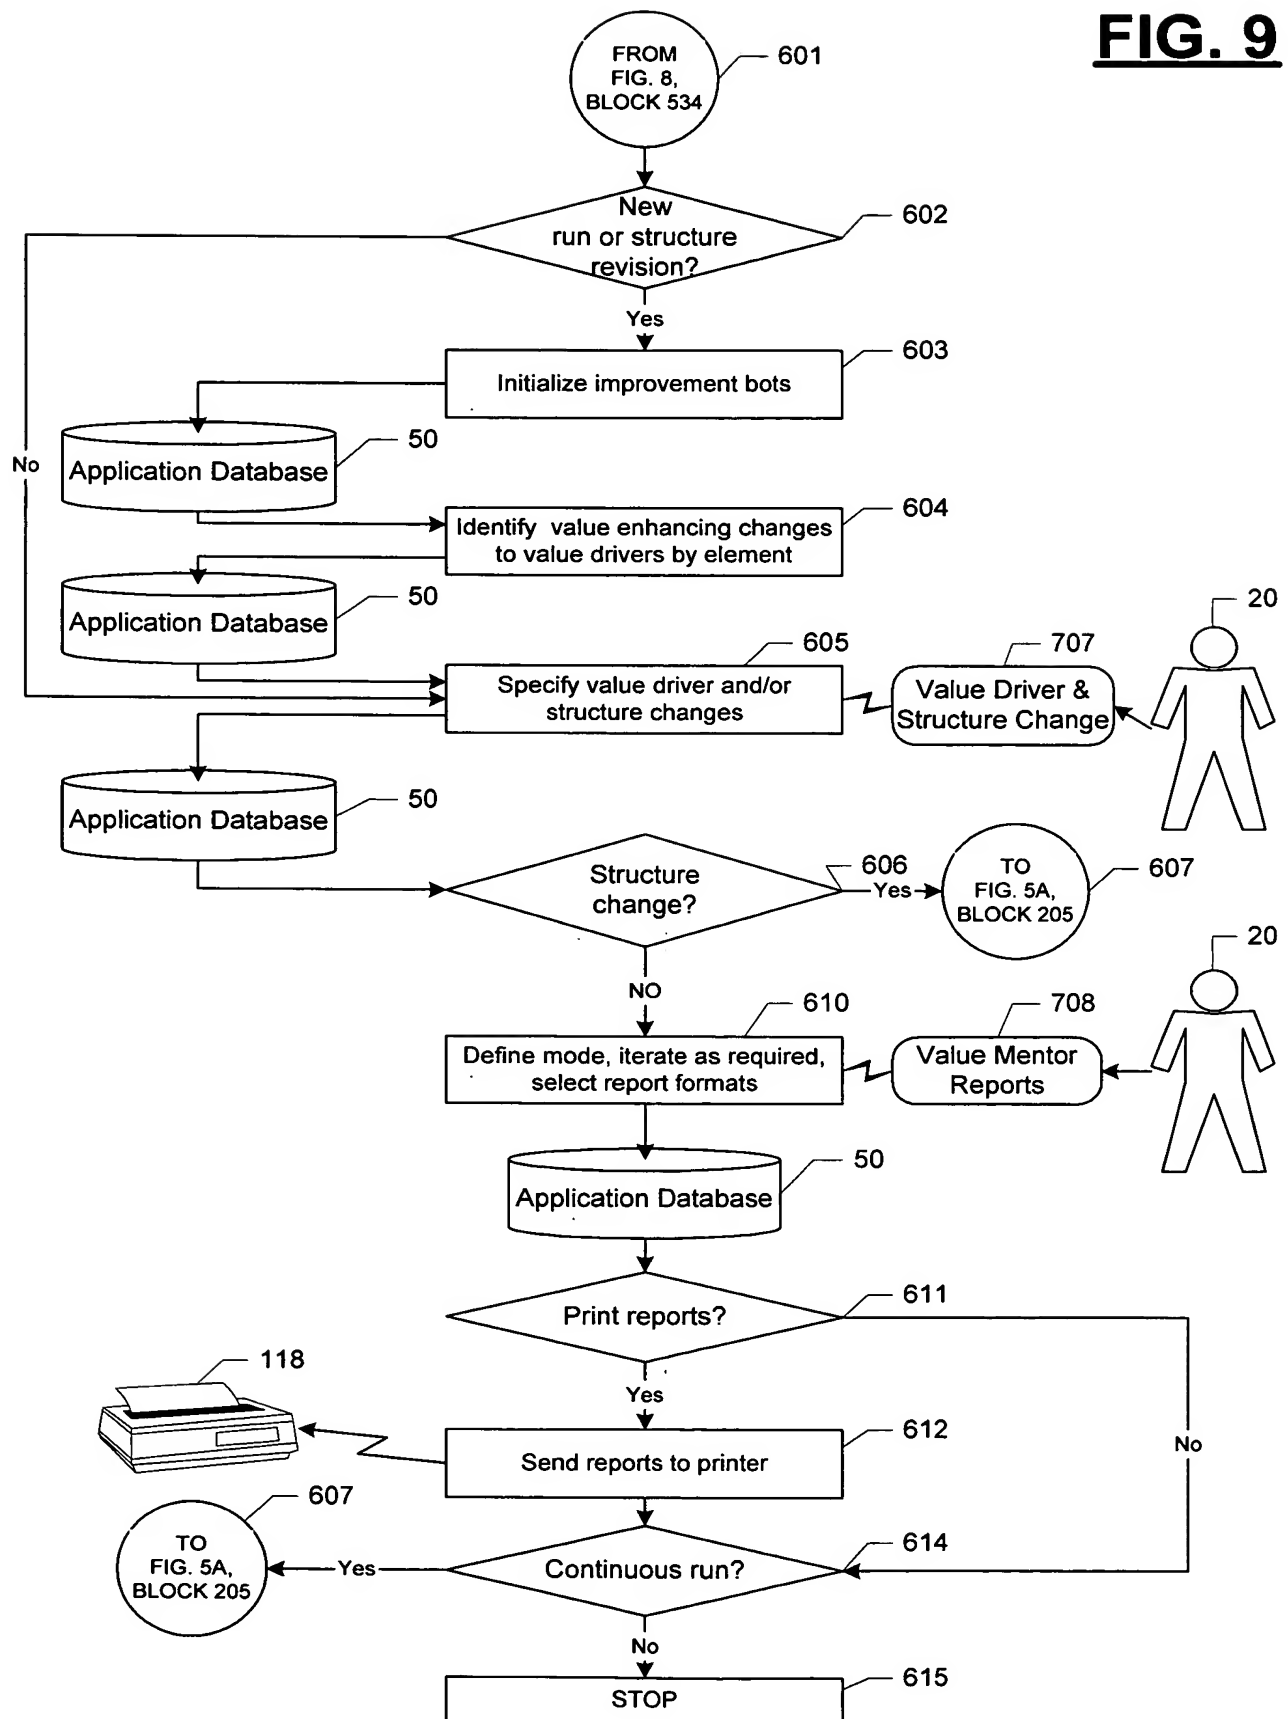 FIG. 9
FROM
FIG. 8,
BLOCK 534
601
New
run or structure
revision?
602
Yes
603
Initialize improvement bots
No
50
Application Database
604
Identify value enhancing changes
to value drivers by element
50
Application Database
20
605
707
Specify value driver and/or
structure changes
Value Driver &
Structure Change
50
Application Database
Structure
change?
606
Yes
TO
FIG. 5A,
BLOCK 205
607
20
NO
610
708
Define mode, iterate as required,
select report formats
Value Mentor
Reports
50
Application Database
Print reports?
611
118
Yes
612
Send reports to printer
No
607
TO
FIG. 5A,
BLOCK 205
Yes
Continuous run?
614
No
615
STOP